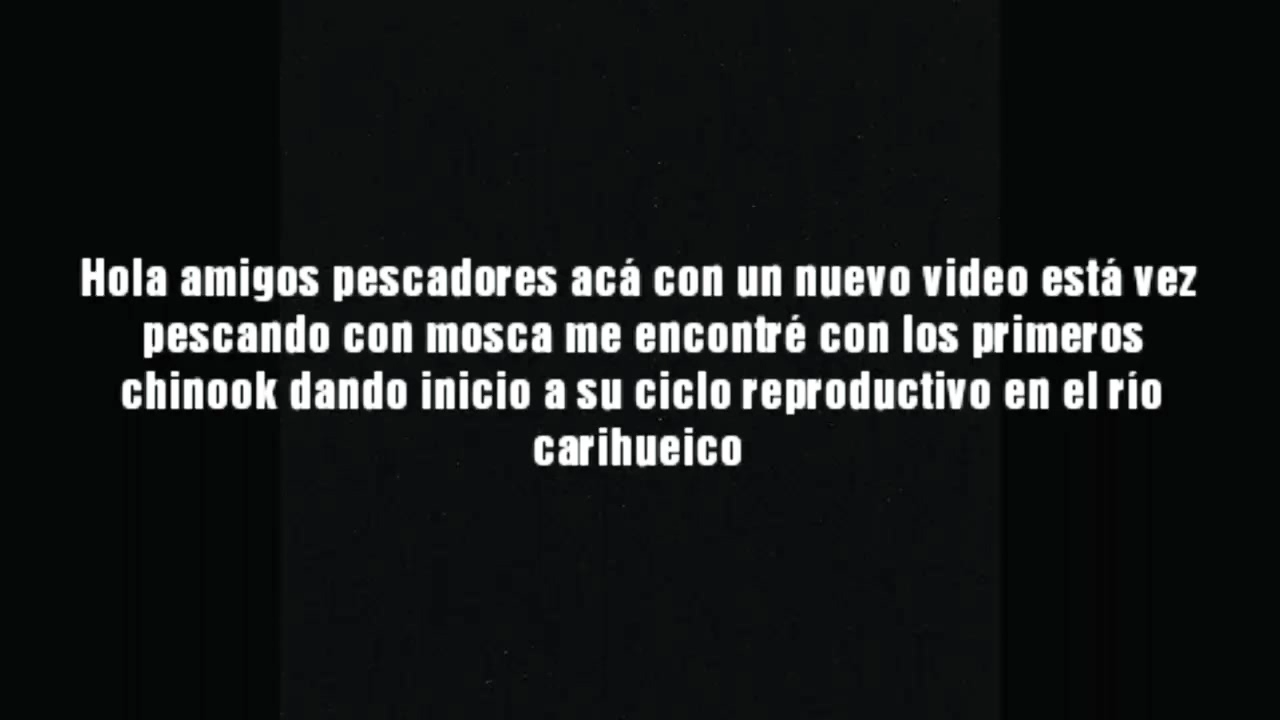 Hola amigos pescadores acá con un nuevo video está vez
pescando con mosca me encontré con los primeros
chinook dando inicio a su ciclo reproductivo en el río
carihueico